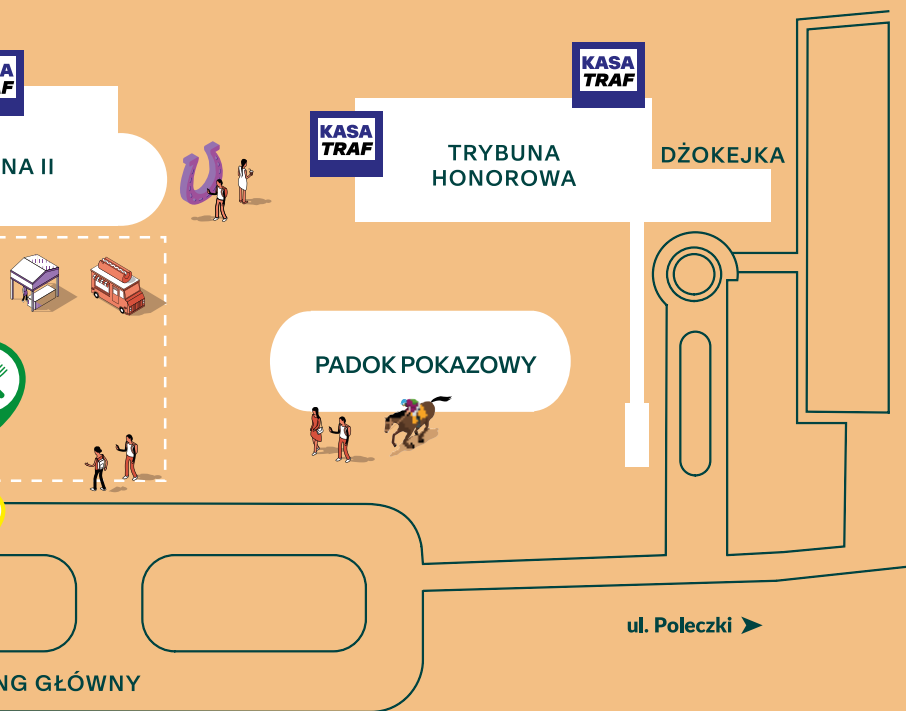 KASA
TRAF
A
F
KASA
TRAF
TRYBUNA
HONOROWA
DŻOKEJKA
NA II
PADOK POKAZOWY
ul. Poleczki
NG GŁÓWNY